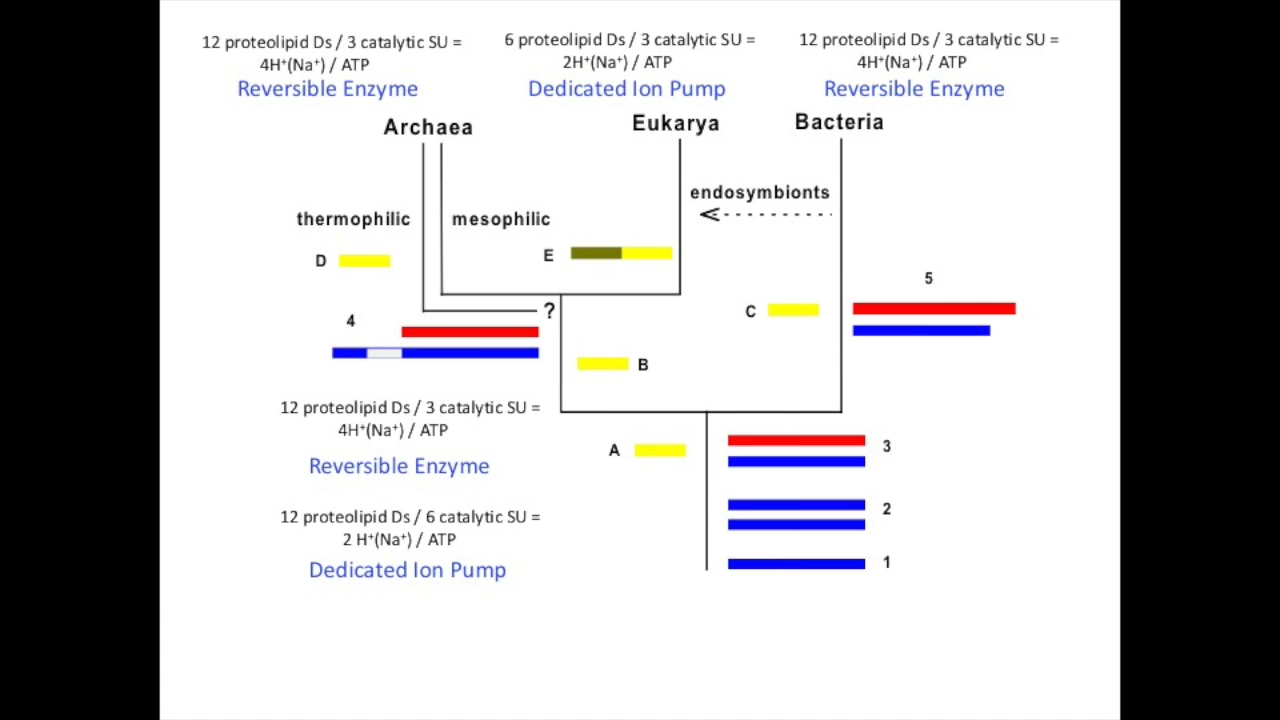 12 proteolipid Ds / 3 catalytic SU =
4H⁺(Na⁺) / ATP
Reversible Enzyme
6 proteolipid Ds / 3 catalytic SU =
2H⁺(Na⁺) / ATP
Dedicated Ion Pump
12 proteolipid Ds / 3 catalytic SU =
4H⁺(Na⁺) / ATP
Reversible Enzyme
Archaea
Eukarya
Bacteria
endosymbionts
thermophilic
mesophilic
D
E
5
?
C
4
B
12 proteolipid Ds / 3 catalytic SU =
4H⁺(Na⁺) / ATP
Reversible Enzyme
A
3
12 proteolipid Ds / 6 catalytic SU =
2 H⁺(Na⁺) / ATP
Dedicated Ion Pump
2
1